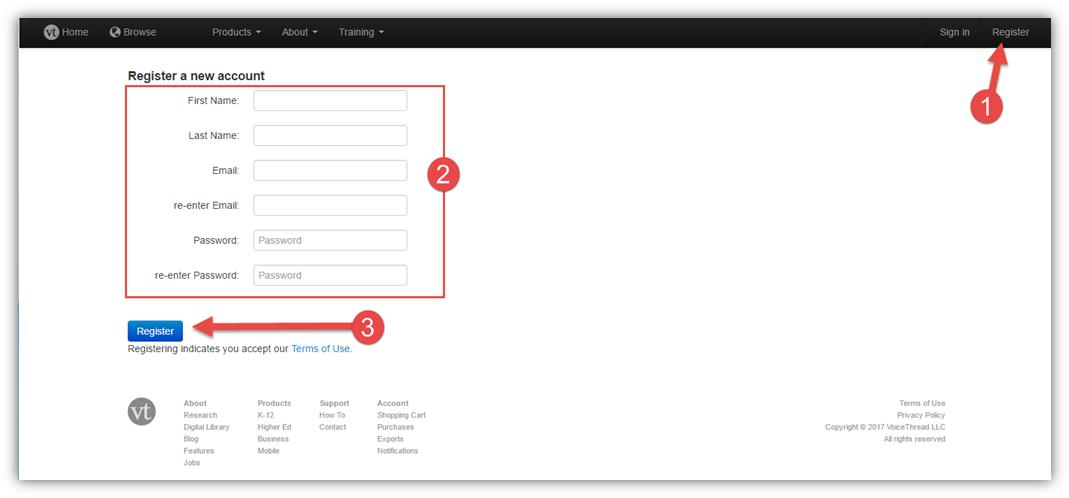 vt Home Browse Products About Training Sign in Register
1
Register a new account
First Name:
Last Name:
2
Email:
re-enter Email:
Password: Password
re-enter Password: Password
Register
3
Registering indicates you accept our Terms of Use.
vt
About Products Support Account Terms of Use
Research K-12 How To Shopping Cart Privacy Policy
Digital Library Higher Ed Contact Purchases Copyright © 2017 VoiceThread LLC
Blog Business Exports All rights reserved
Features Mobile Notifications
Jobs